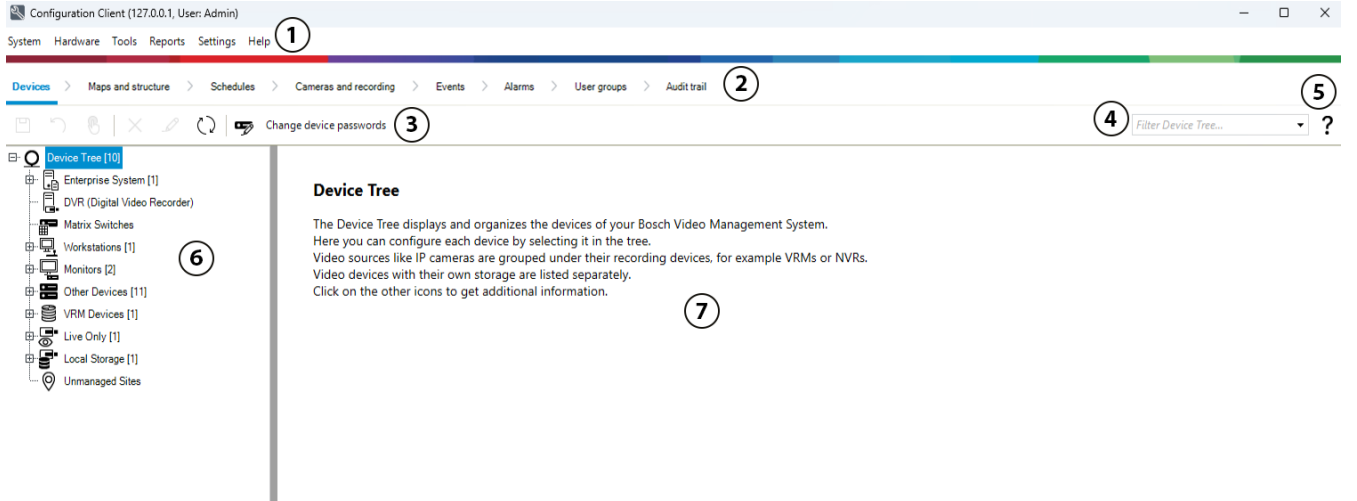 Configuration Client (127.0.0.1, User: Admin)
System Hardware Tools Reports Settings Help 1
Devices Maps and structure Schedules Cameras and recording Events Alarms User groups Audit trail 2 5
Change device passwords 3 4 Filter Device Tree... ?
Device Tree [10]
Enterprise System [1]
DVR (Digital Video Recorder)
Matrix Switches
Workstations [1]
6
Monitors [2]
Other Devices [11]
VRM Devices [1]
Live Only [1]
Local Storage [1]
Unmanaged Sites
Device Tree
The Device Tree displays and organizes the devices of your Bosch Video Management System.
Here you can configure each device by selecting it in the tree.
Video sources like IP cameras are grouped under their recording devices, for example VRMs or NVRs.
Video devices with their own storage are listed separately.
Click on the other icons to get additional information.
7